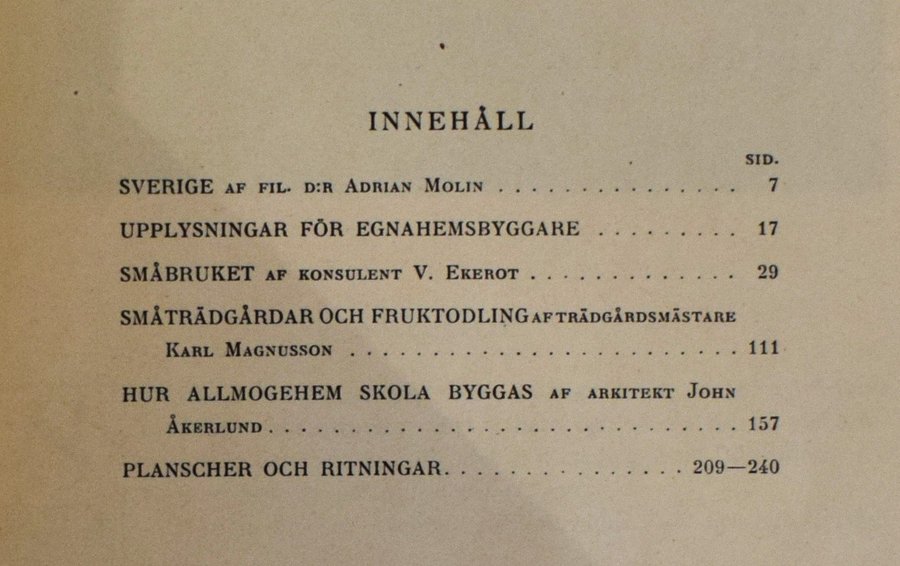 INNEHÅLL
SID.
SVERIGE AF FIL. D:R ADRIAN MOLIN . . . . . . . . . . . . . . . 7
UPPLYSNINGAR FÖR EGNAHEMSBYGGARE . . . . . . . . . 17
SMÅBRUKET AF KONSULENT V. EKEROT . . . . . . . . . . . . . 29
SMÅTRÄDGÅRDAR OCH FRUKTODLING AF TRÄDGÅRDSMÄSTARE
KARL MAGNUSSON . . . . . . . . . . . . . . . . . . . . . . . . 111
HUR ALLMOGEHEM SKOLA BYGGAS AF ARKITEKT JOHN
ÅKERLUND . . . . . . . . . . . . . . . . . . . . . . . . . . . . . 157
PLANSCHER OCH RITNINGAR . . . . . . . . . . . . . . . 209—240